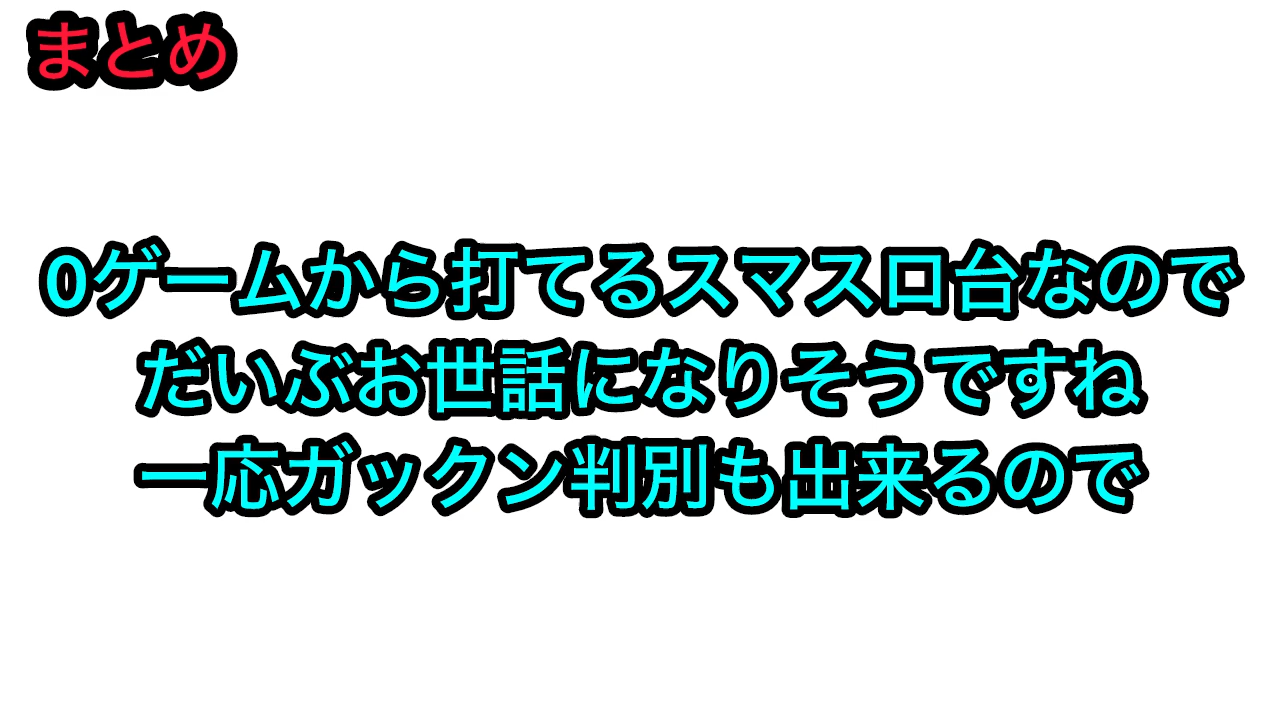 まとめ
0ゲームから打てるスマスロ台なので
だいぶお世話になりそうですね
一応ガックン判別も出来るので